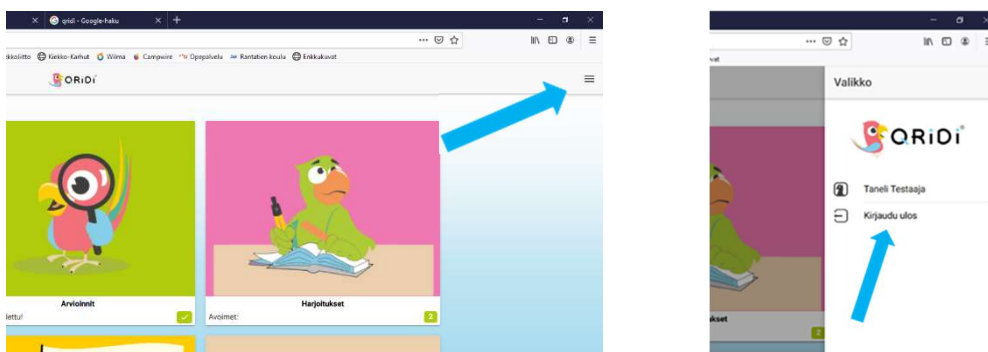 qridi - Google-haku
Kiekko-Karhut Wilma Campwire Opepalvelu Rantatien koulu Enkkukuvat
QRiDi
Arvioinnit
Harjoitukset
Avoimet:
2
Valikko
QRiDi
Taneli Testaaja
Kirjaudu ulos
2